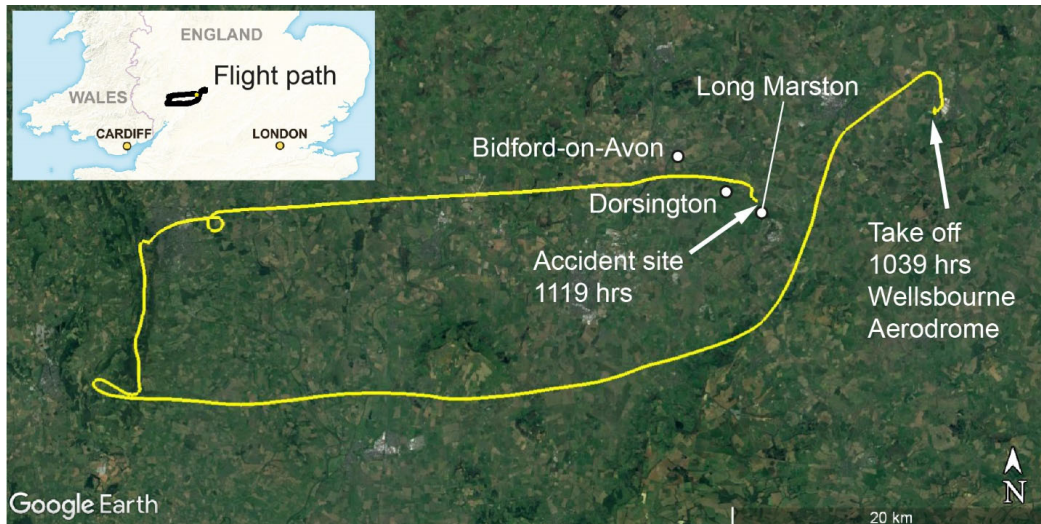 ENGLAND
Flight path
WALES
CARDIFF
LONDON
Long Marston
Bidford-on-Avon
Dorsington
Accident site
1119 hrs
Take off
1039 hrs
Wellsbourne
Aerodrome
Google Earth
N
20 km